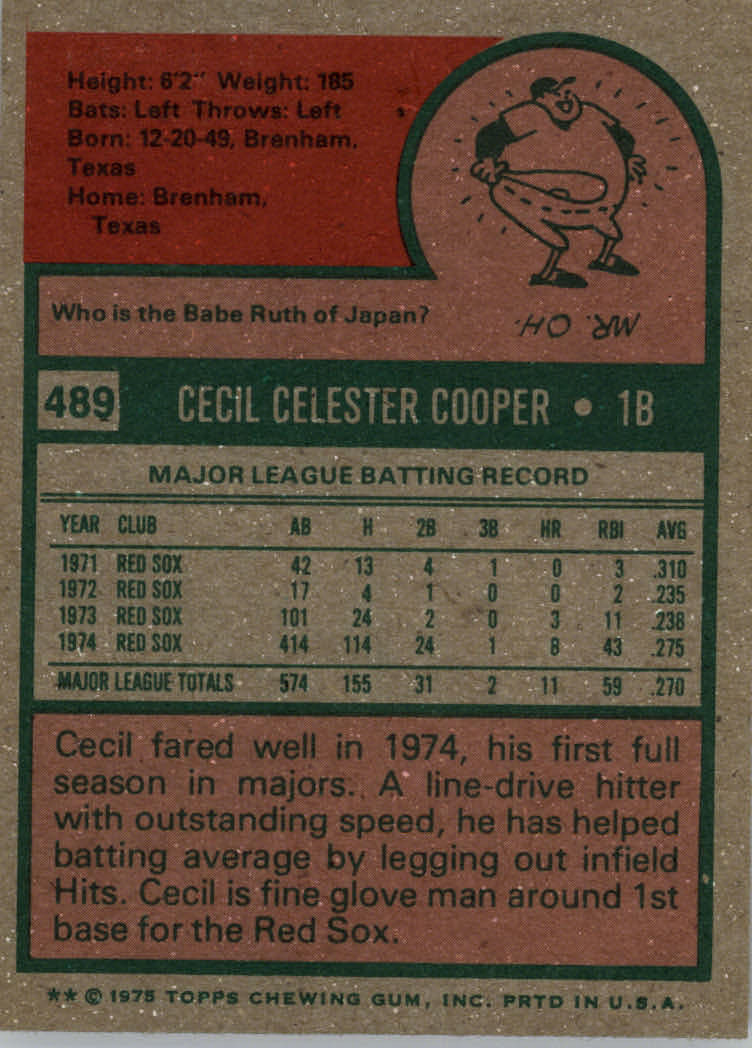 Height: 6'2" Weight: 185
Bats: Left Throws: Left
Born: 12-20-49, Brenham,
Texas
Home: Brenham,
Texas
Who is the Babe Ruth of Japan?
MR. OH.
489 CECIL CELESTER COOPER • 1B
MAJOR LEAGUE BATTING RECORD
YEAR CLUB AB H 2B 3B HR RBI AVG
1971 RED SOX 42 13 4 1 0 3 .310
1972 RED SOX 17 4 1 0 0 2 .235
1973 RED SOX 101 24 2 0 3 11 .238
1974 RED SOX 414 114 24 1 8 43 .275
MAJOR LEAGUE TOTALS 574 155 31 2 11 59 .270
Cecil fared well in 1974, his first full
season in majors. A line-drive hitter
with outstanding speed, he has helped
batting average by legging out infield
Hits. Cecil is fine glove man around 1st
base for the Red Sox.
** © 1975 TOPPS CHEWING GUM, INC. PRTD IN U.S.A.